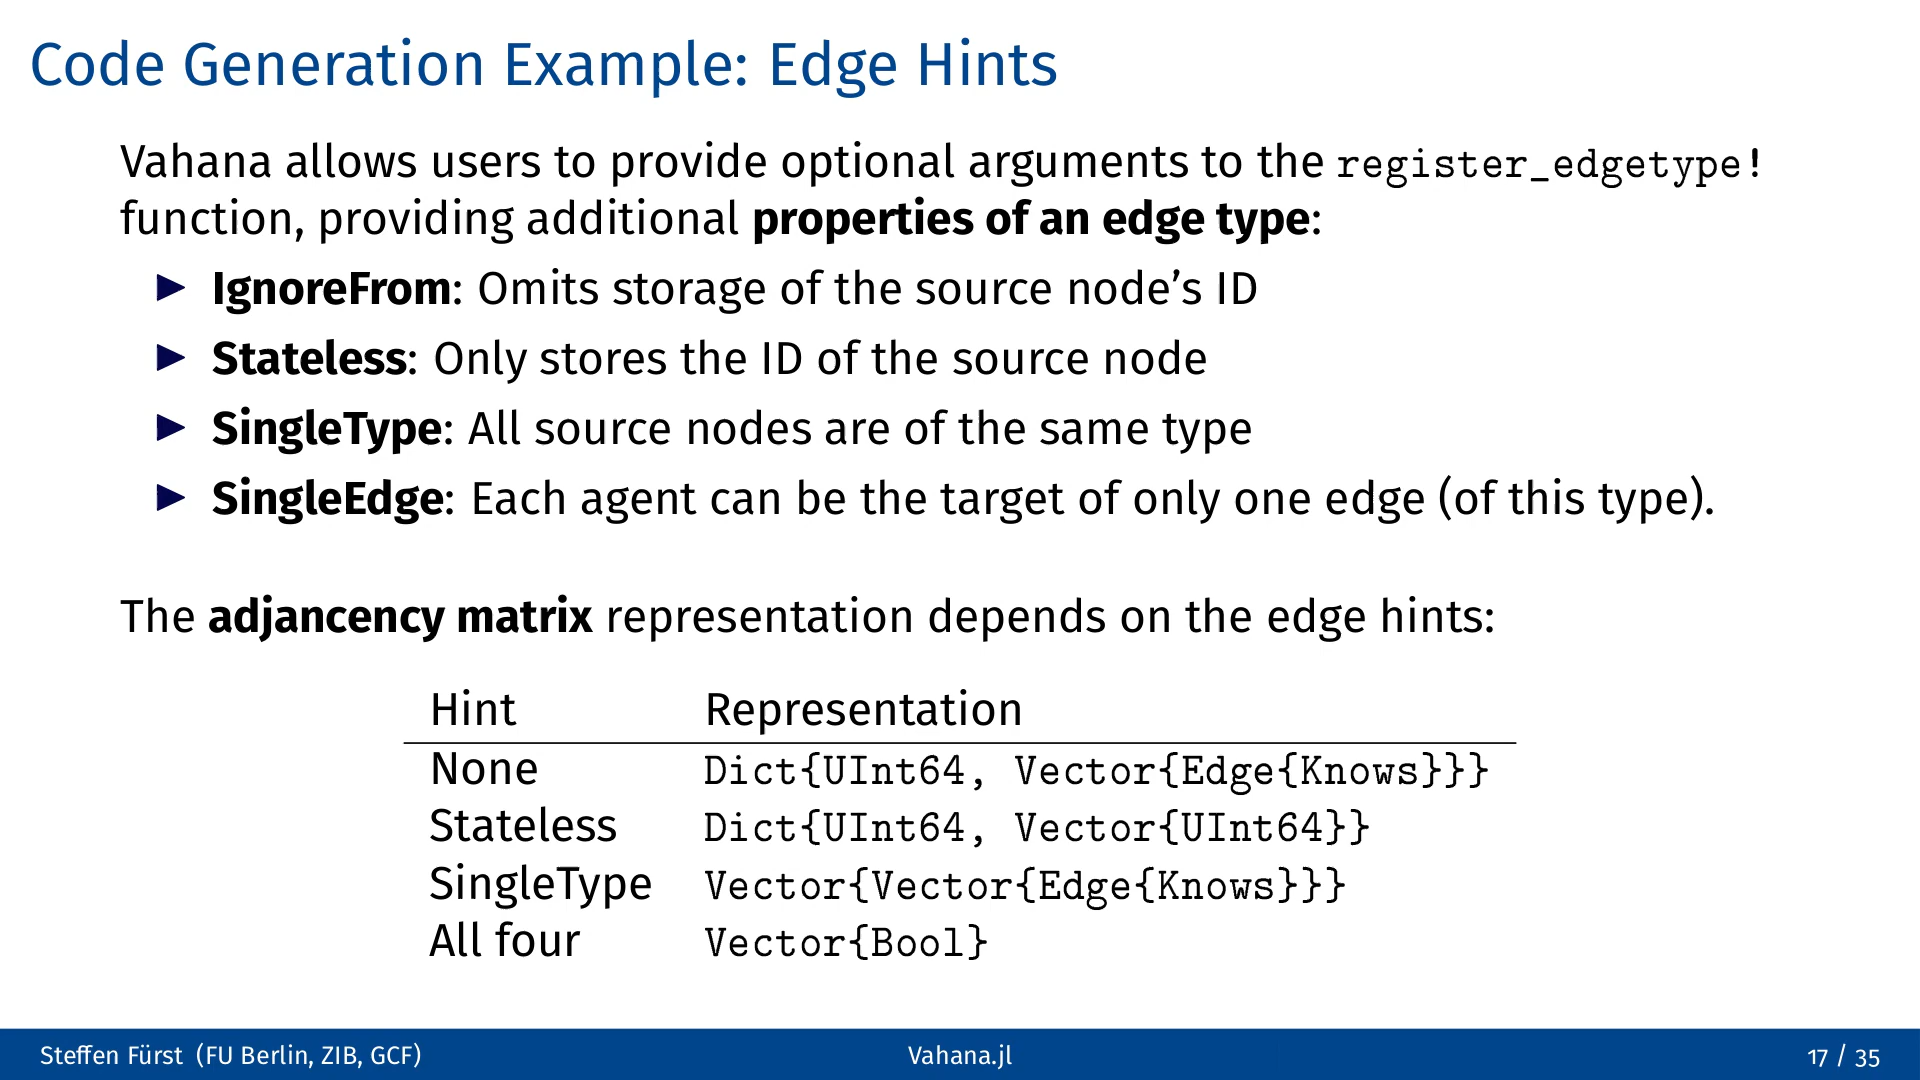 Code Generation Example: Edge Hints
Vahana allows users to provide optional arguments to the register_edgetype!
function, providing additional properties of an edge type:
▶ IgnoreFrom: Omits storage of the source node’s ID
▶ Stateless: Only stores the ID of the source node
▶ SingleType: All source nodes are of the same type
▶ SingleEdge: Each agent can be the target of only one edge (of this type).
The adjancency matrix representation depends on the edge hints:
Hint Representation
None Dict{UInt64, Vector{Edge{Knows}}}
Stateless Dict{UInt64, Vector{UInt64}}
SingleType Vector{Vector{Edge{Knows}}}
All four Vector{Bool}
Steffen Fürst (FU Berlin, ZIB, GCF) Vahana.jl 17 / 35